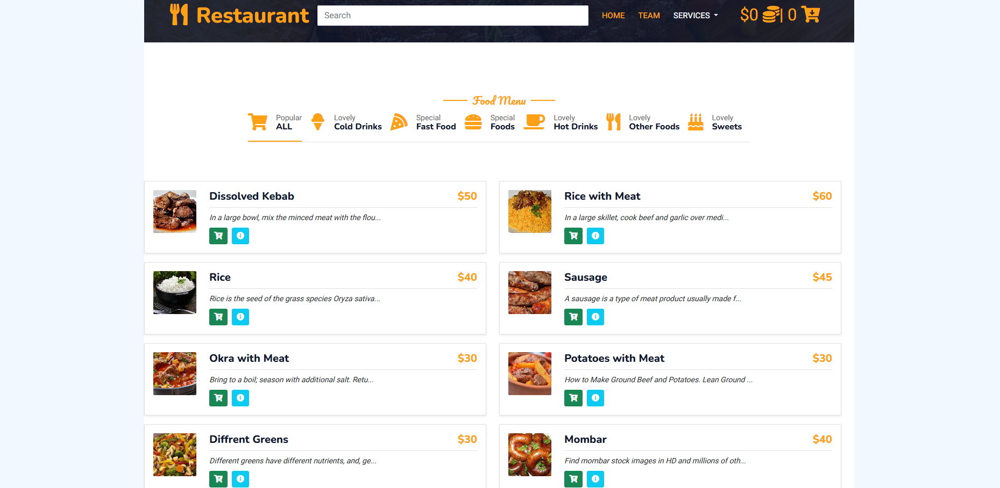 Restaurant
Search
HOME
TEAM
SERVICES
$0 | 0
Food Menu
Popular
ALL
Lovely
Cold Drinks
Special
Fast Food
Special
Foods
Lovely
Hot Drinks
Lovely
Other Foods
Lovely
Sweets
Dissolved Kebab $50
In a large bowl, mix the minced meat with the flou...
Rice with Meat $60
In a large skillet, cook beef and garlic over medi...
Rice $40
Rice is the seed of the grass species Oryza sativa...
Sausage $45
A sausage is a type of meat product usually made f...
Okra with Meat $30
Bring to a boil; season with additional salt. Retu...
Potatoes with Meat $30
How to Make Ground Beef and Potatoes. Lean Ground ...
Diffrent Greens $30
Different greens have different nutrients, and, ge...
Mombar $40
Find mombar stock images in HD and millions of oth...